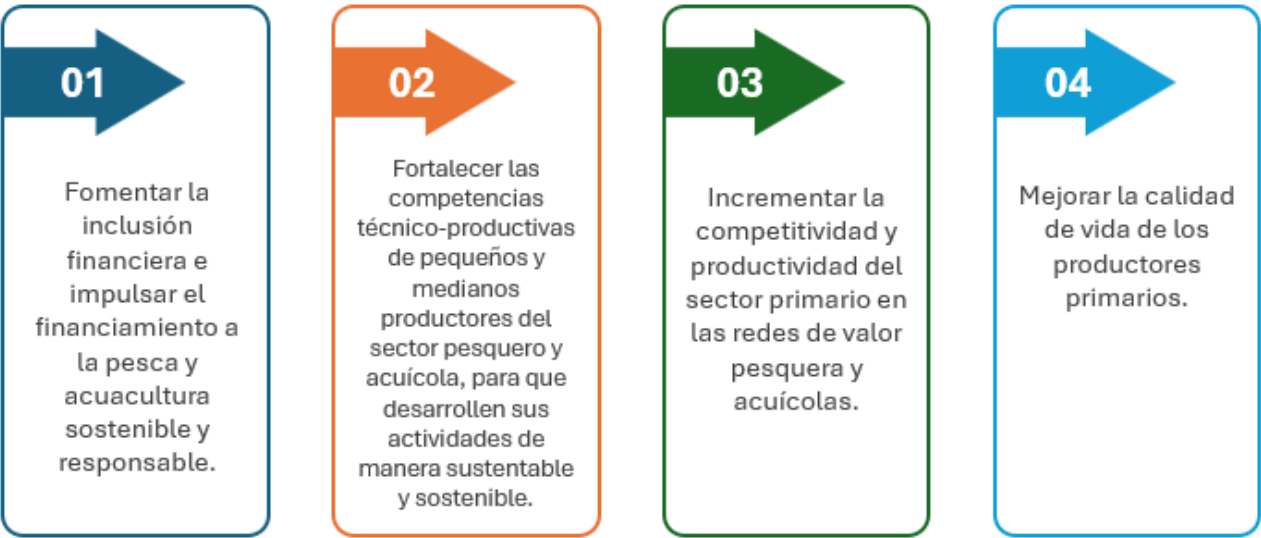 01
Fomentar la
inclusión
financiera e
impulsar el
financiamiento a
la pesca y
acuacultura
sostenible y
responsable.
02
Fortalecer las
competencias
técnico-productivas
de pequeños y
medianos
productores del
sector pesquero y
acuícola, para que
desarrollen sus
actividades de
manera sustentable
y sostenible.
03
Incrementar la
competitividad y
productividad del
sector primario en
las redes de valor
pesquera y
acuícolas.
04
Mejorar la calidad
de vida de los
productores
primarios.